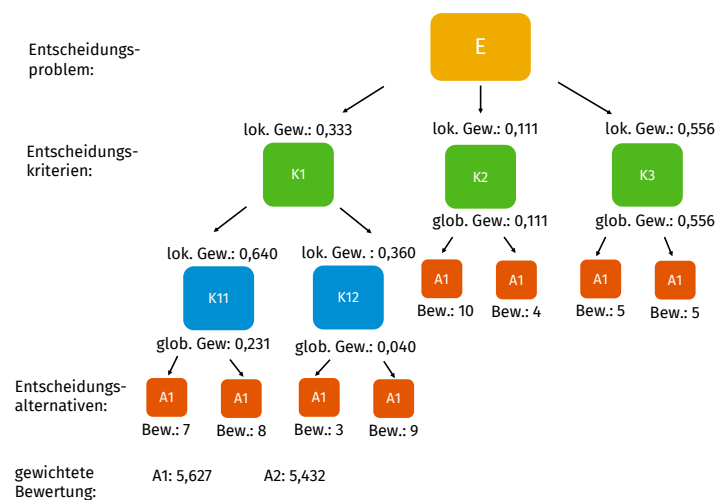 Entscheidungs-
problem:
E
lok. Gew.: 0,333
lok. Gew.: 0,111
lok. Gew.: 0,556
Entscheidungs-
kriterien:
K1
K2
K3
glob. Gew.: 0,111
glob. Gew.: 0,556
lok. Gew.: 0,640
lok. Gew. : 0,360
A1
A1
A1
A1
K11
K12
Bew.: 10
Bew.: 4
Bew.: 5
Bew.: 5
glob. Gew: 0,231
glob. Gew.: 0,040
Entscheidungs-
alternativen:
A1
A1
A1
A1
Bew.: 7
Bew.: 8
Bew.: 3
Bew.: 9
gewichtete
Bewertung:
A1: 5,627
A2: 5,432